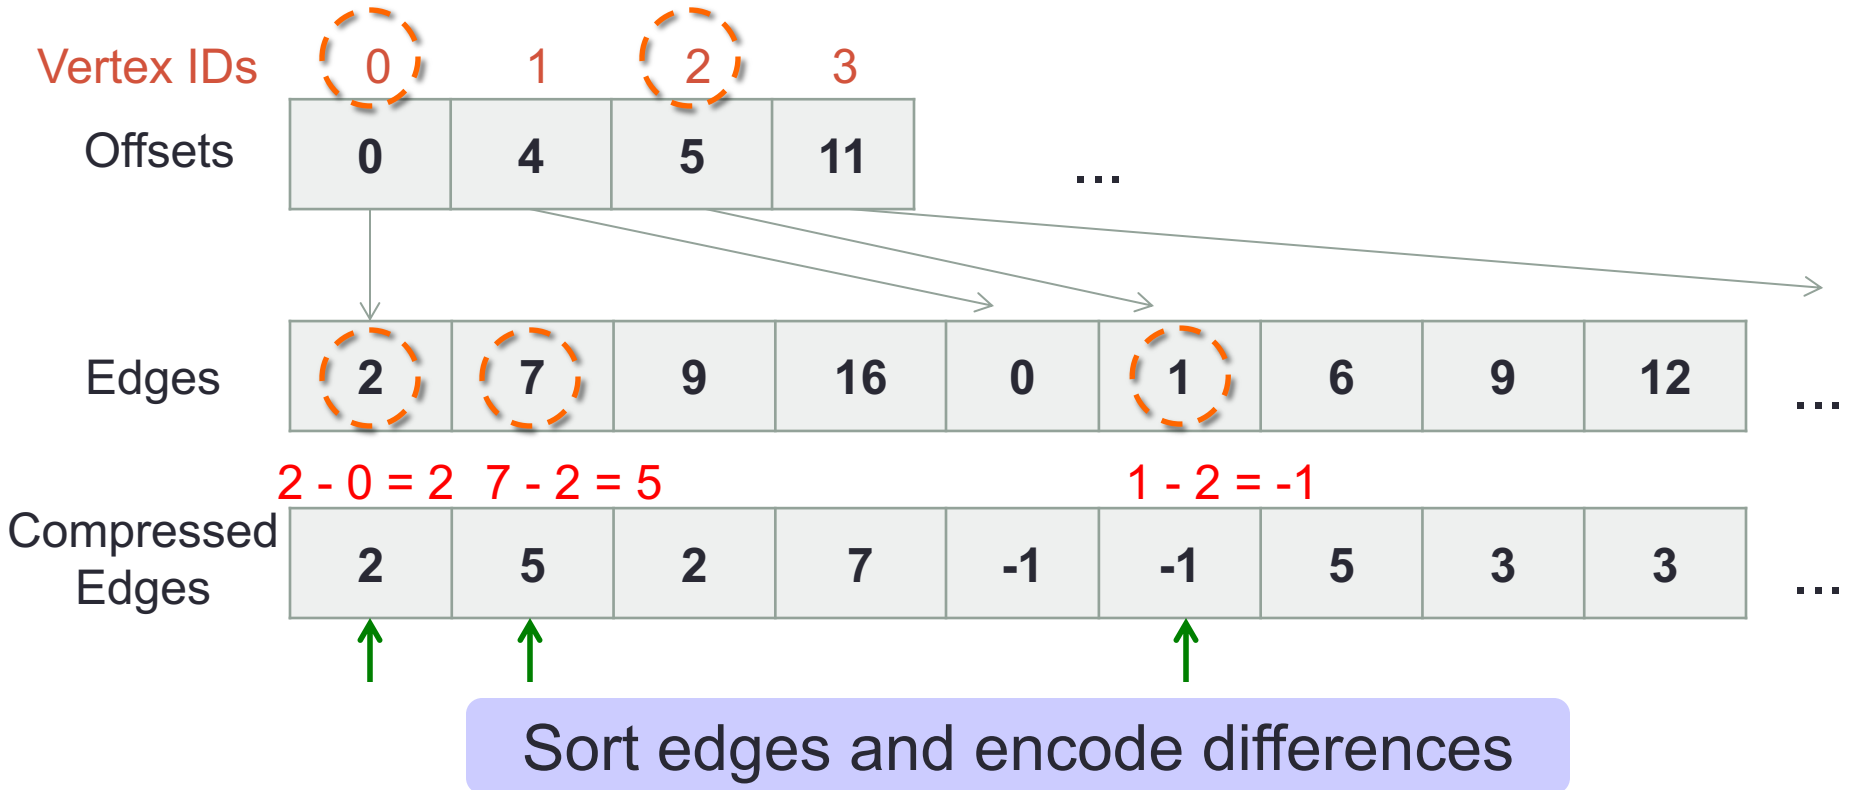 Vertex IDs 0 1 2 3
Offsets 0 4 5 11 ...
Edges 2 7 9 16 0 1 6 9 12 ...
2 - 0 = 2 7 - 2 = 5 1 - 2 = -1
Compressed
Edges 2 5 2 7 -1 -1 5 3 3 ...
Sort edges and encode differences